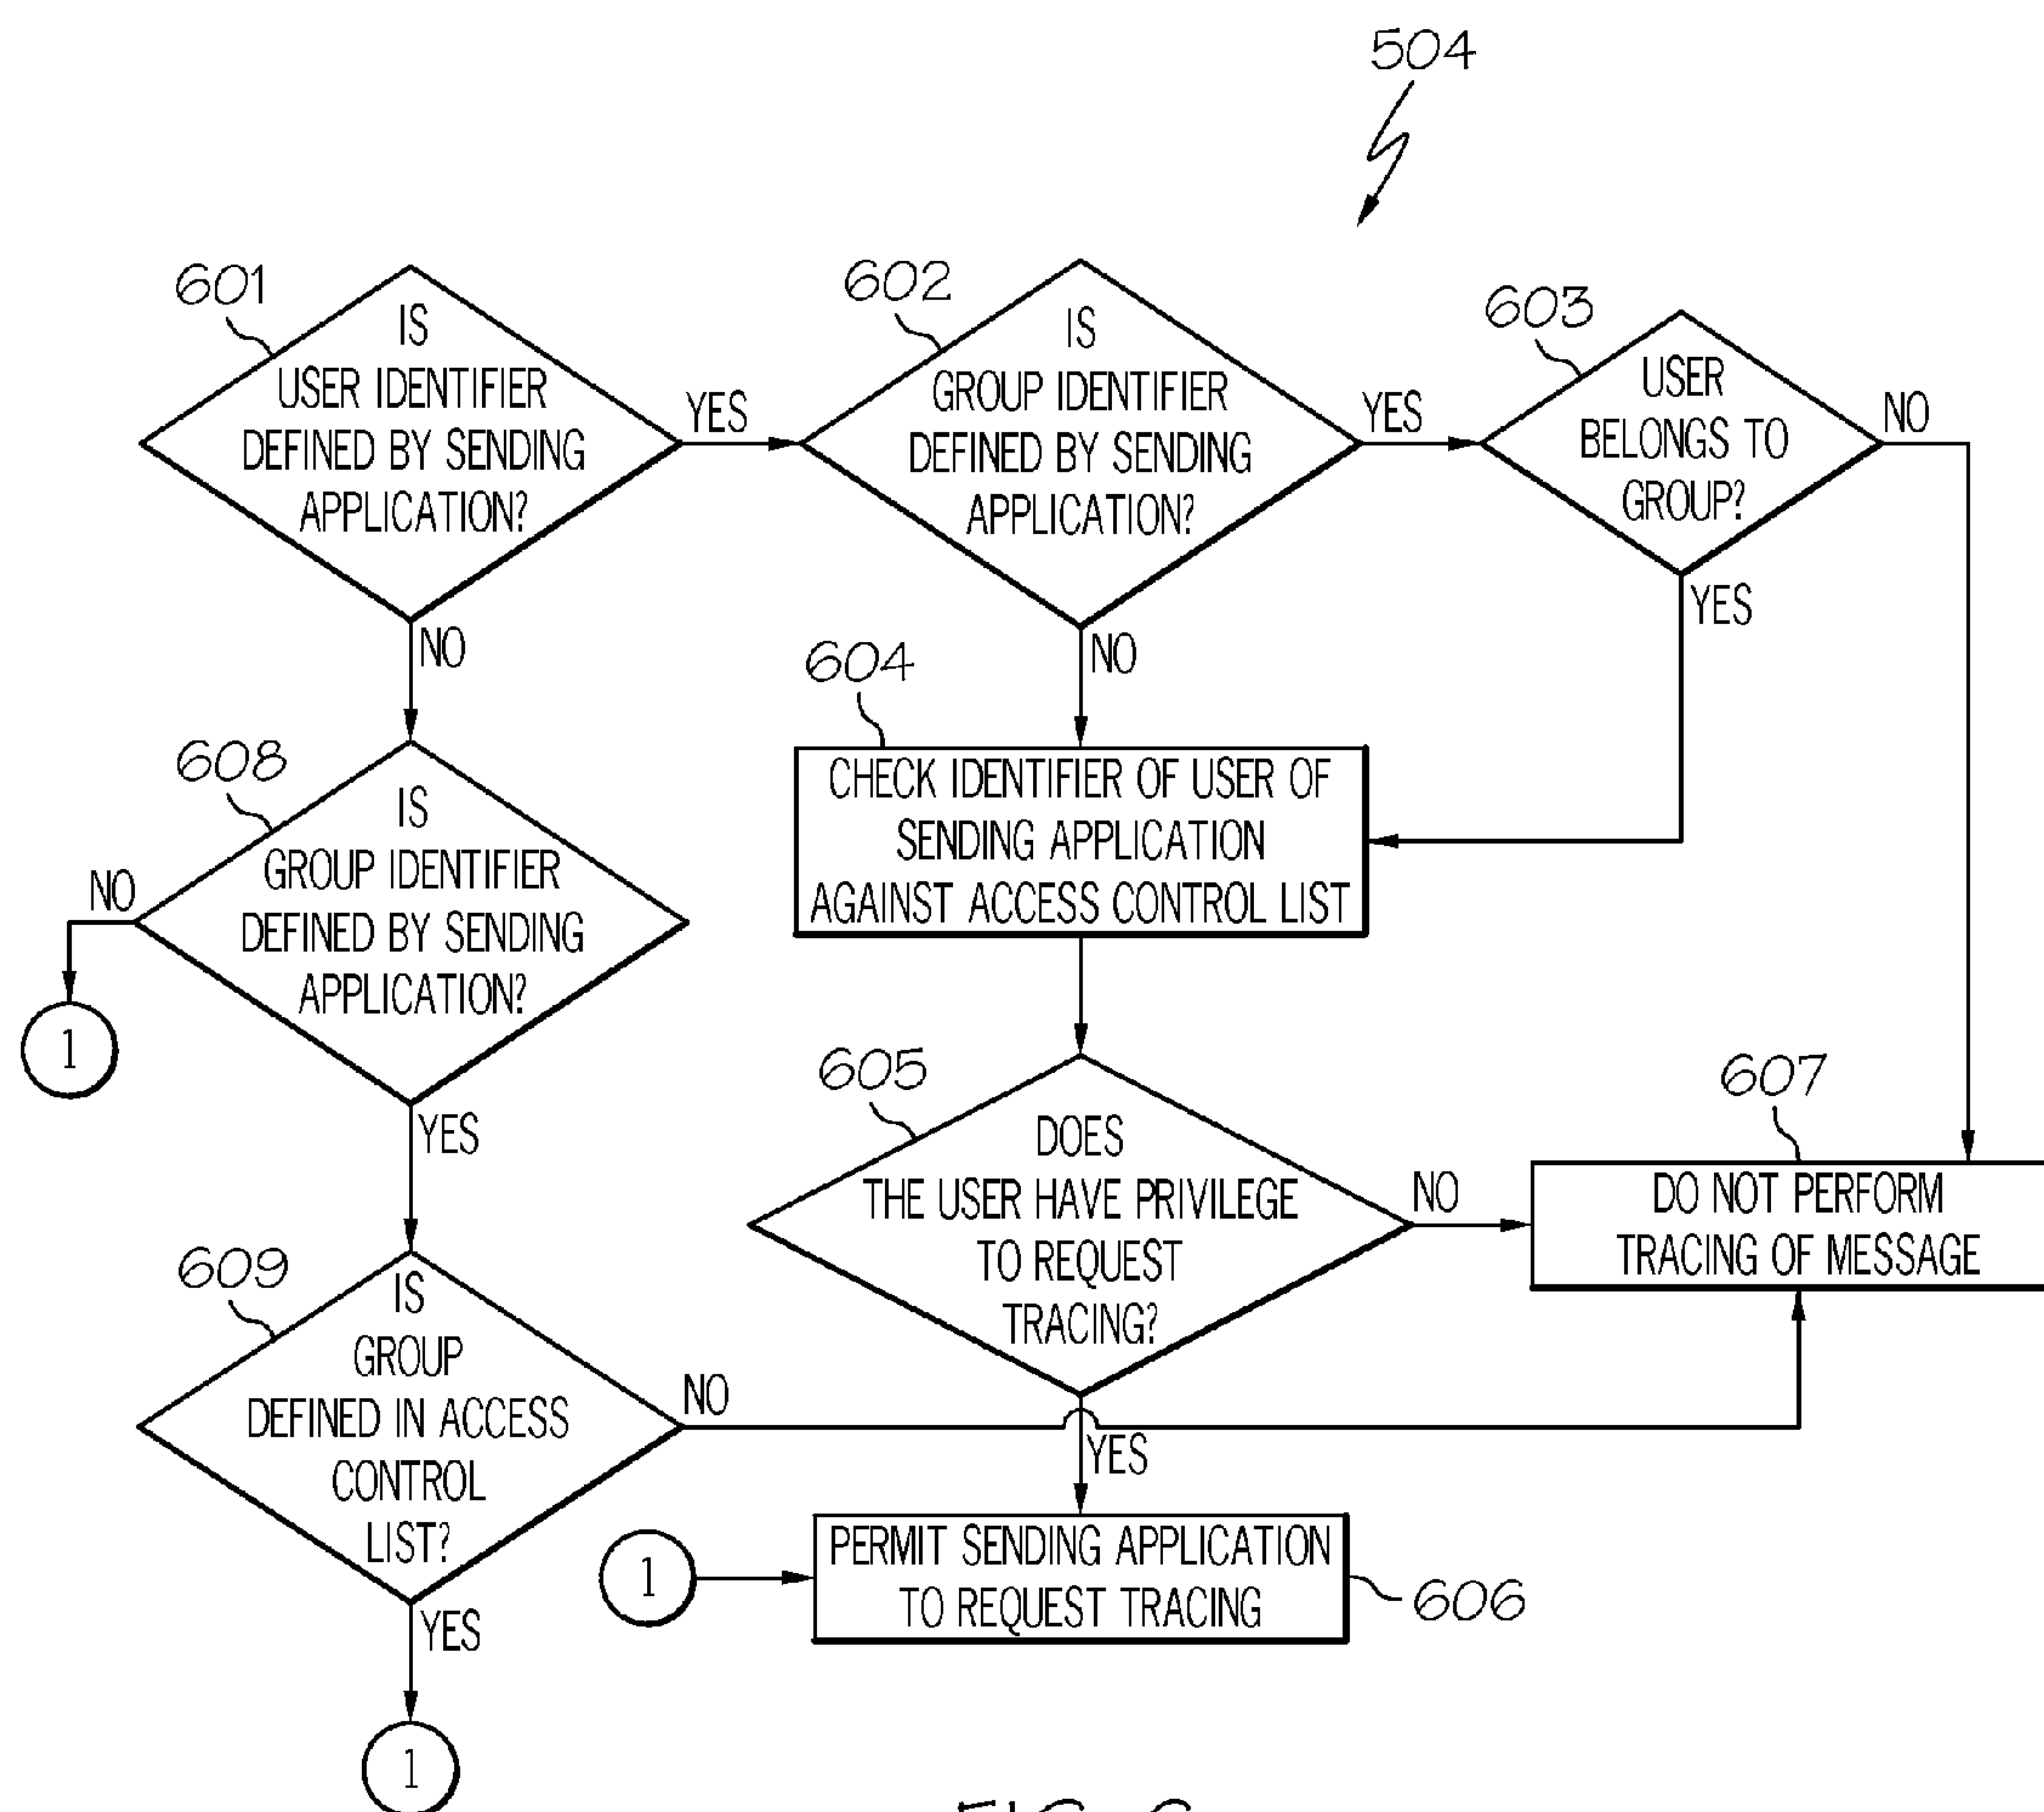 504
601
IS
USER IDENTIFIER
DEFINED BY SENDING
APPLICATION?
YES
NO
602
IS
GROUP IDENTIFIER
DEFINED BY SENDING
APPLICATION?
YES
NO
603
USER
BELONGS TO
GROUP?
NO
YES
604
CHECK IDENTIFIER OF USER OF
SENDING APPLICATION
AGAINST ACCESS CONTROL LIST
608
IS
GROUP IDENTIFIER
DEFINED BY SENDING
APPLICATION?
NO
1
YES
605
DOES
THE USER HAVE PRIVILEGE
TO REQUEST
TRACING?
NO
YES
607
DO NOT PERFORM
TRACING OF MESSAGE
609
IS
GROUP
DEFINED IN ACCESS
CONTROL
LIST?
NO
YES
1
1
PERMIT SENDING APPLICATION
TO REQUEST TRACING
606